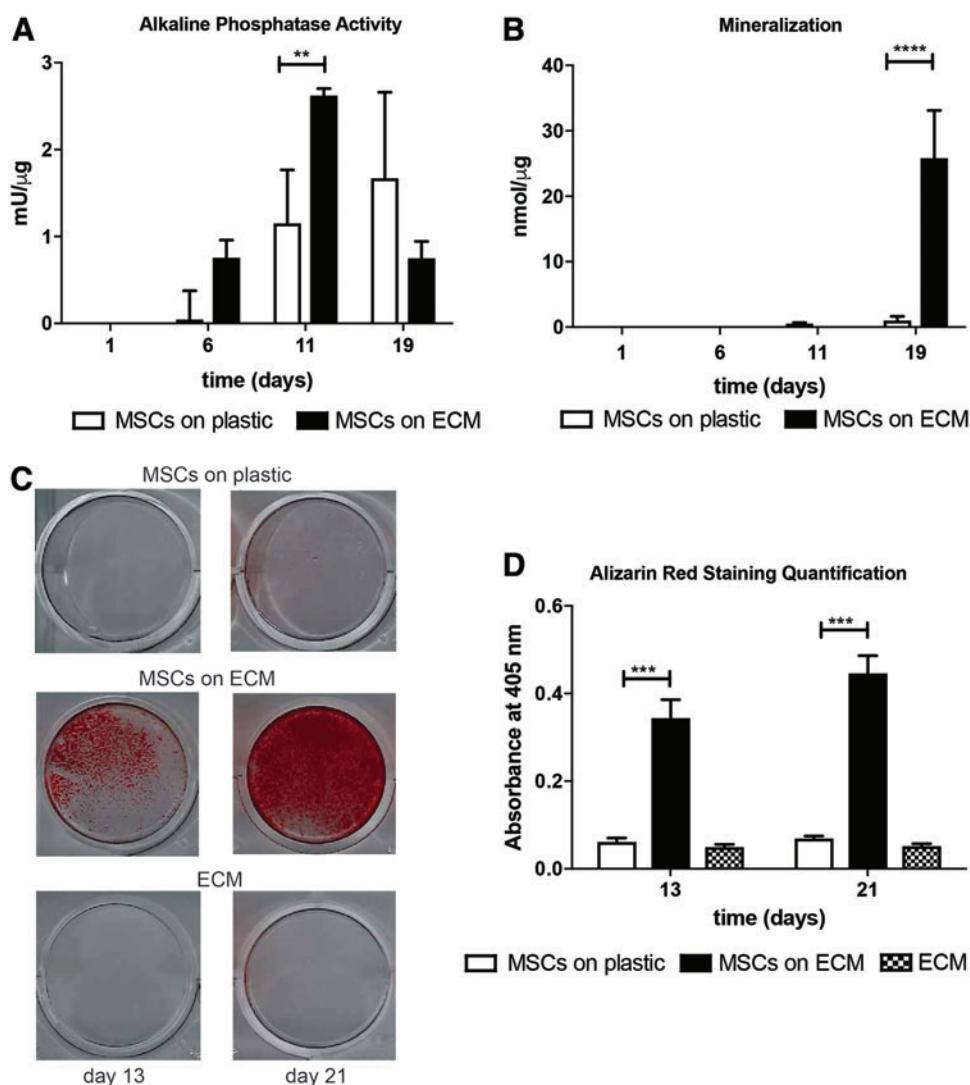 A
Alkaline Phosphatase Activity
**
3
2
1
0
mU/μg
1 6 11 19
time (days)
MSCs on plastic MSCs on ECM
B
Mineralization
****
40
30
20
10
0
nmol/μg
1 6 11 19
time (days)
MSCs on plastic MSCs on ECM
C
MSCs on plastic
MSCs on ECM
ECM
day 13 day 21
D
Alizarin Red Staining Quantification
*** ***
0.6
0.4
0.2
0.0
Absorbance at 405 nm
13 21
time (days)
MSCs on plastic MSCs on ECM ECM